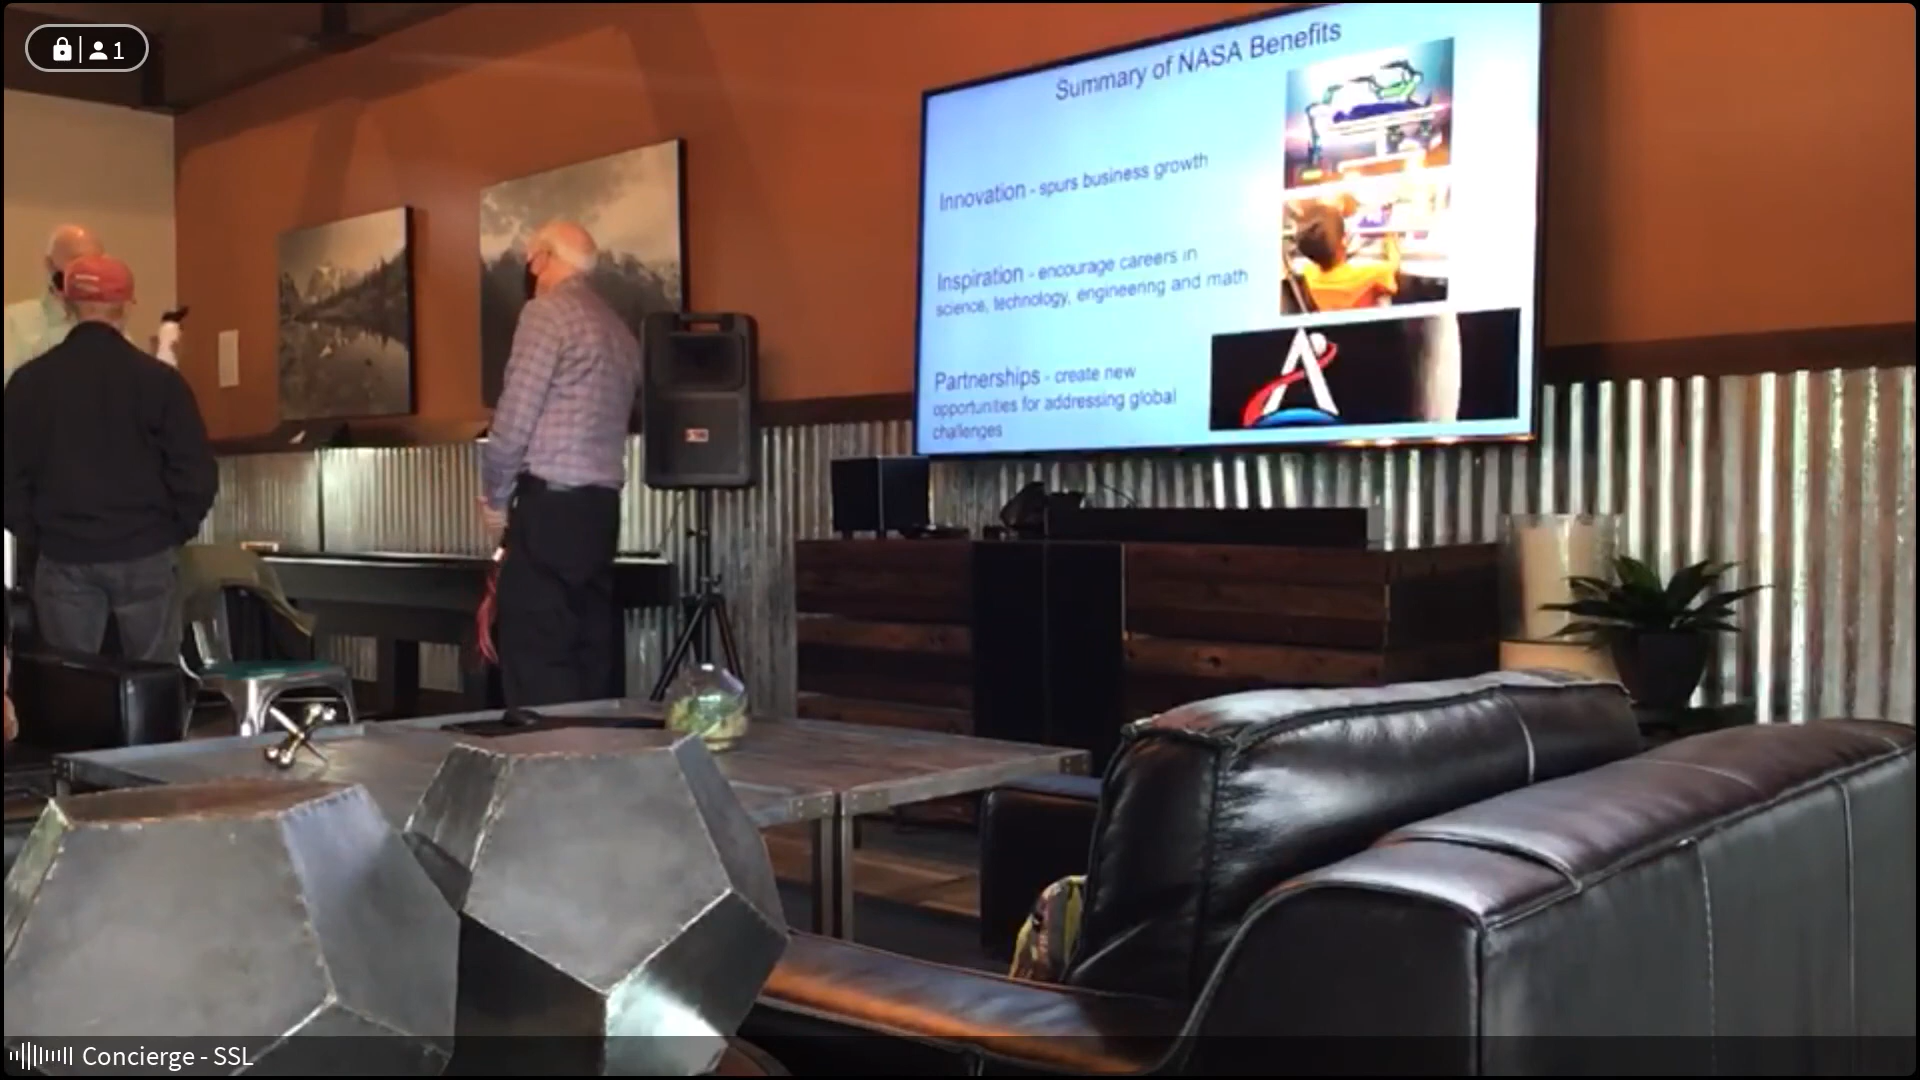 1
Summary of NASA Benefits
Innovation - spurs business growth
Inspiration - encourage careers in
science, technology, engineering and math
Partnerships - create new
opportunities for addressing global
challenges
Concierge - SSL